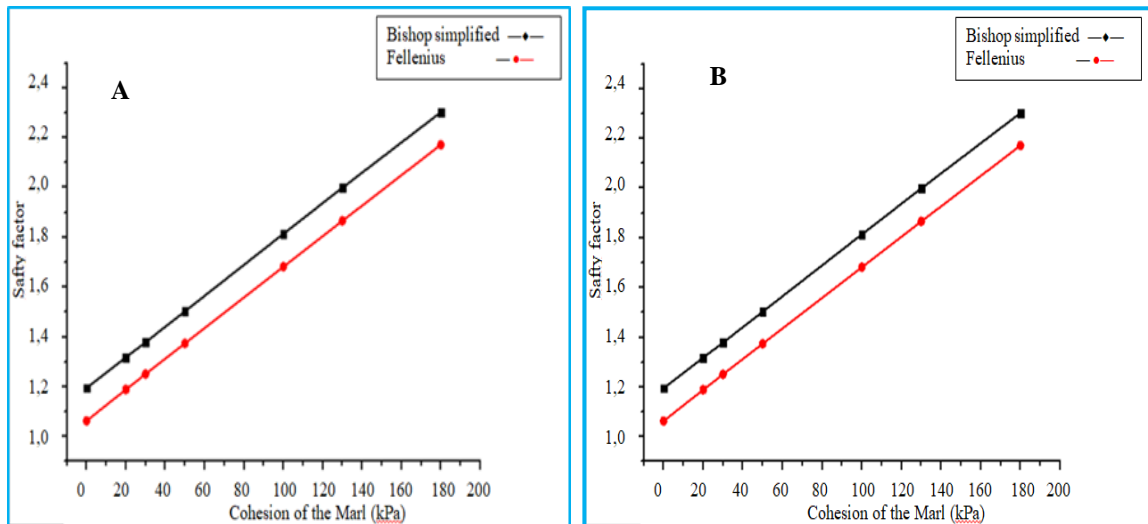 Bishop simplified
Fellenius
A
2,4
2,2
2,0
1,8
1,6
1,4
1,2
1,0
Safty factor
0 20 40 60 80 100 120 140 160 180 200
Cohesion of the Marl (kPa)
Bishop simplified
Fellenius
B
2,4
2,2
2,0
1,8
1,6
1,4
1,2
1,0
Safty factor
0 20 40 60 80 100 120 140 160 180 200
Cohesion of the Marl (kPa)